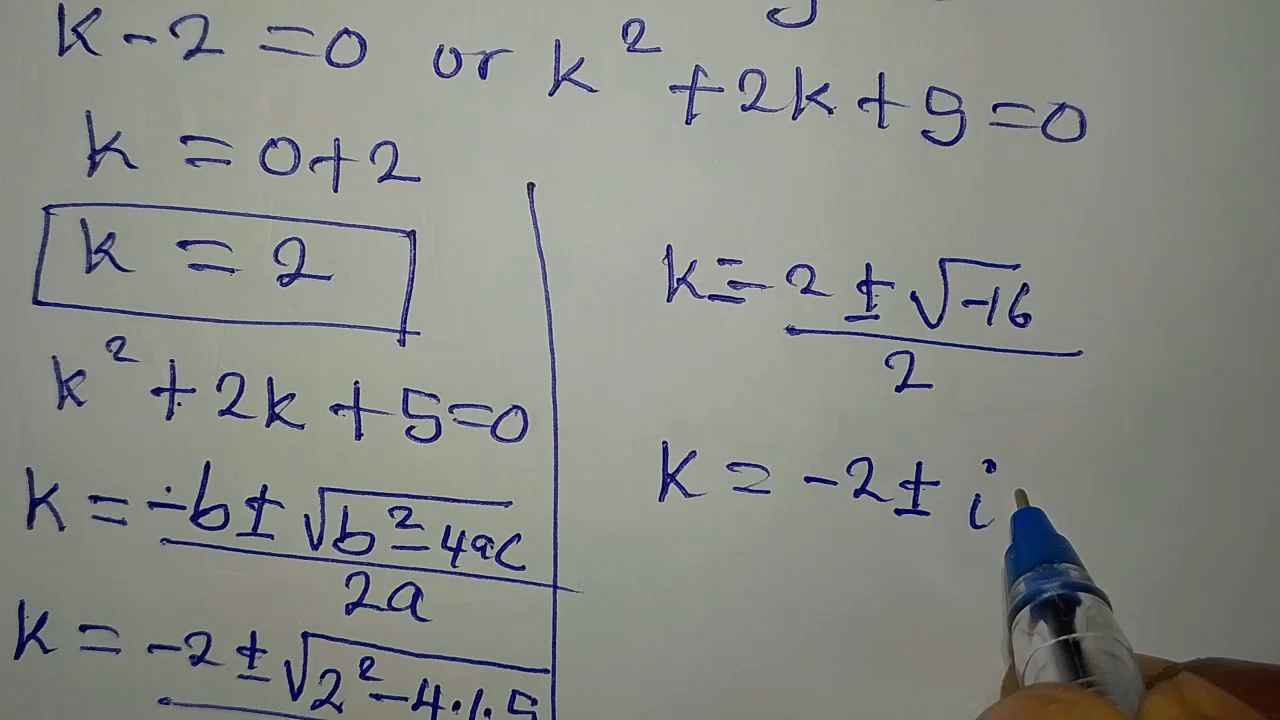 k - 2 = 0 or k² + 2k + 5 = 0
k = 0 + 2
k = 2
k² + 2k + 5 = 0
k = -b ± √(b² - 4ac) / 2a
k = -2 ± √(2² - 4.1.5
k = -2 ± √(-16) / 2
k = -2 ± i